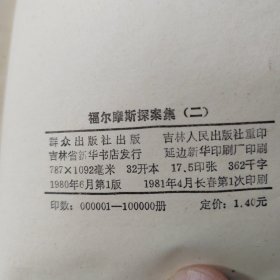 福尔摩斯探案集（二）
群众出版社出版 吉林人民出版社重印
吉林省新华书店发行 延边新华印刷厂印刷
787×1092毫米 32开本 17.5印张 362千字
1980年6月第1版 1981年4月长春第1次印刷
印数：000001—100000册 定价：1.40元